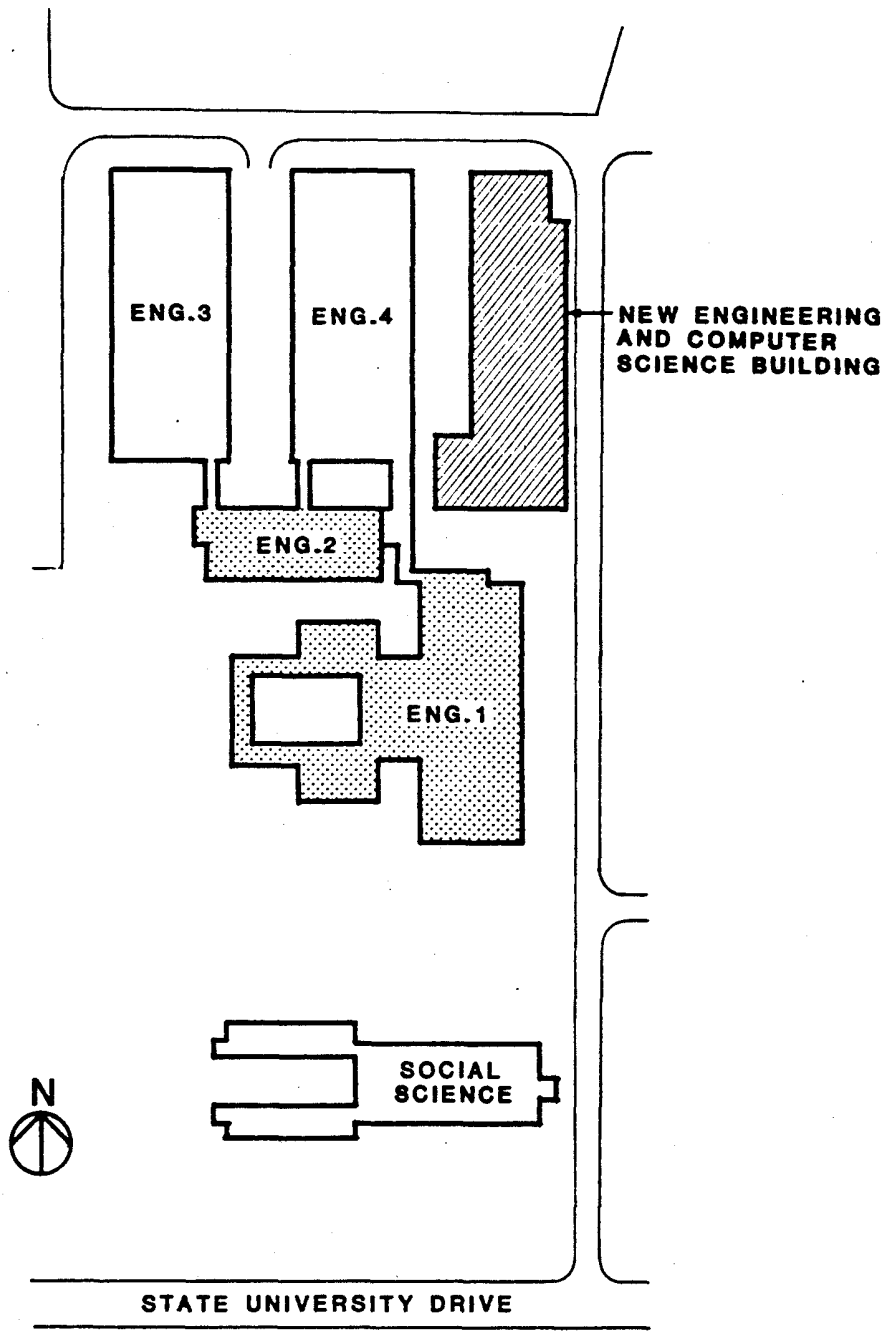 ENG.3
ENG.4
NEW ENGINEERING
AND COMPUTER
SCIENCE BUILDING
ENG.2
ENG.1
SOCIAL
SCIENCE
N
STATE UNIVERSITY DRIVE